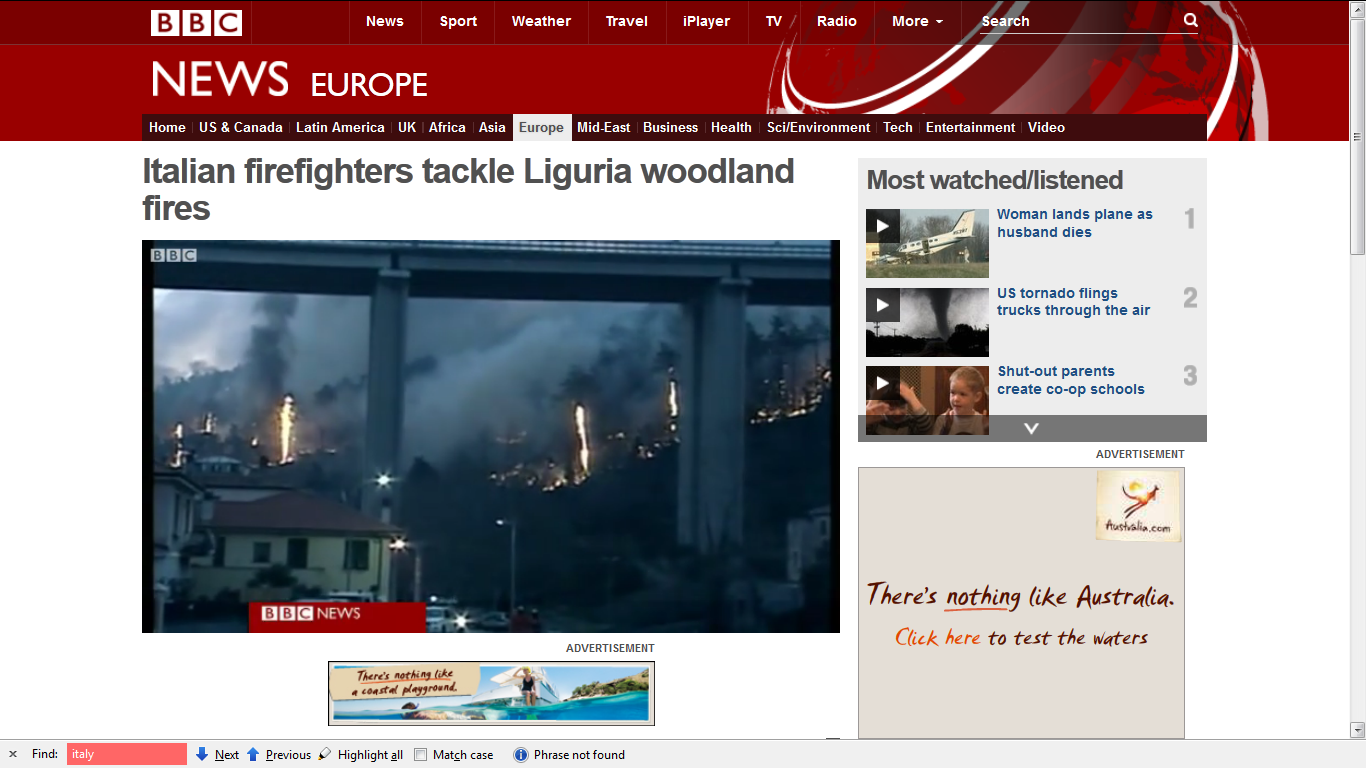 BBC
News
Sport
Weather
Travel
iPlayer
TV
Radio
More
Search
NEWS EUROPE
Home
US & Canada
Latin America
UK
Africa
Asia
Europe
Mid-East
Business
Health
Sci/Environment
Tech
Entertainment
Video
Italian firefighters tackle Liguria woodland
fires
BBC
BBC NEWS
ADVERTISEMENT
There's nothing like
a coastal playground.
Most watched/listened
Woman lands plane as
husband dies
1
US tornado flings
trucks through the air
2
Shut-out parents
create co-op schools
3
ADVERTISEMENT
Australia.com
There's nothing like Australia.
Click here to test the waters
Find:
italy
Next
Previous
Highlight all
Match case
Phrase not found